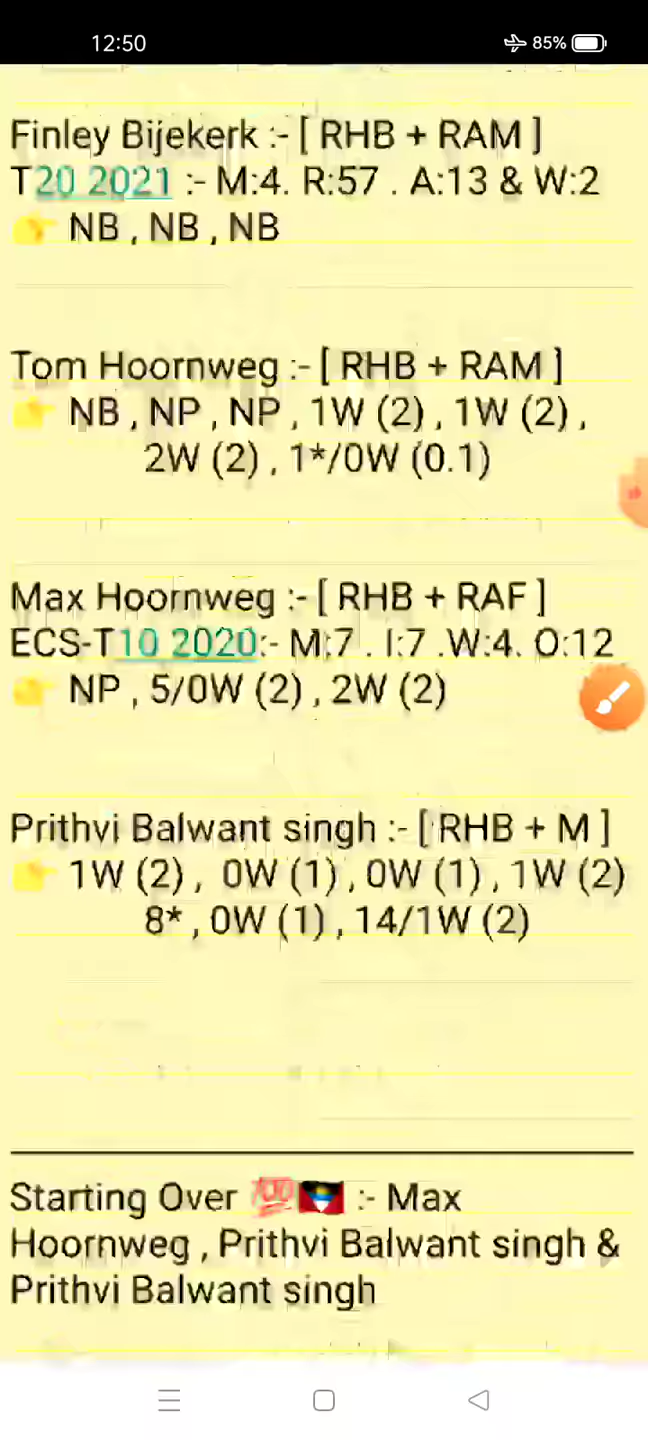 12:50
85%
Finley Bijekerk :- [ RHB + RAM ]
T20 2021 :- M:4. R:57 . A:13 & W:2
👉 NB , NB , NB
Tom Hoornweg :- [ RHB + RAM ]
👉 NB , NP , NP , 1W (2) , 1W (2) ,
2W (2) , 1*/0W (0.1)
Max Hoornweg :- [ RHB + RAF ]
ECS-T10 2020:- M:7 . I:7 .W:4. O:12
👉 NP , 5/0W (2) , 2W (2)
Prithvi Balwant singh :- [ RHB + M ]
👉 1W (2) , 0W (1) , 0W (1) , 1W (2)
8* , 0W (1) , 14/1W (2)
Starting Over 💯🇦🇬 :- Max
Hoornweg , Prithvi Balwant singh &
Prithvi Balwant singh